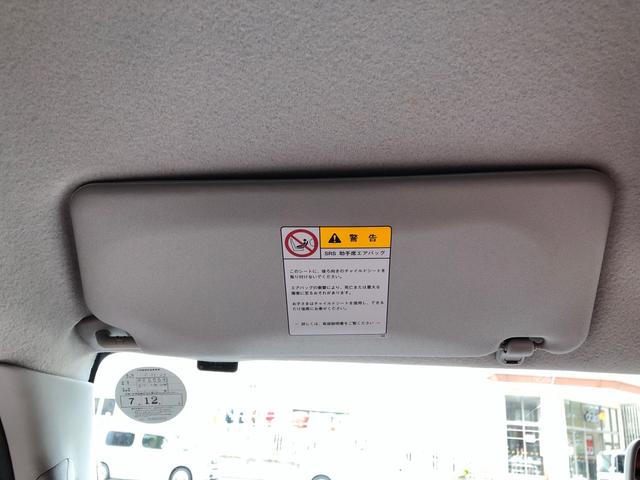 警告
SRS 助手席エアバッグ
このシートに、後ろ向きのチャイルドシートを
取り付けないでください。
エアバッグの衝撃により、死亡または重大な
傷害に至るおそれがあります。
お子さまはチャイルドシートを使用し、できる
だけ後席にお乗せください。
− 詳しくは、取扱説明書をご覧ください −
7. 12.